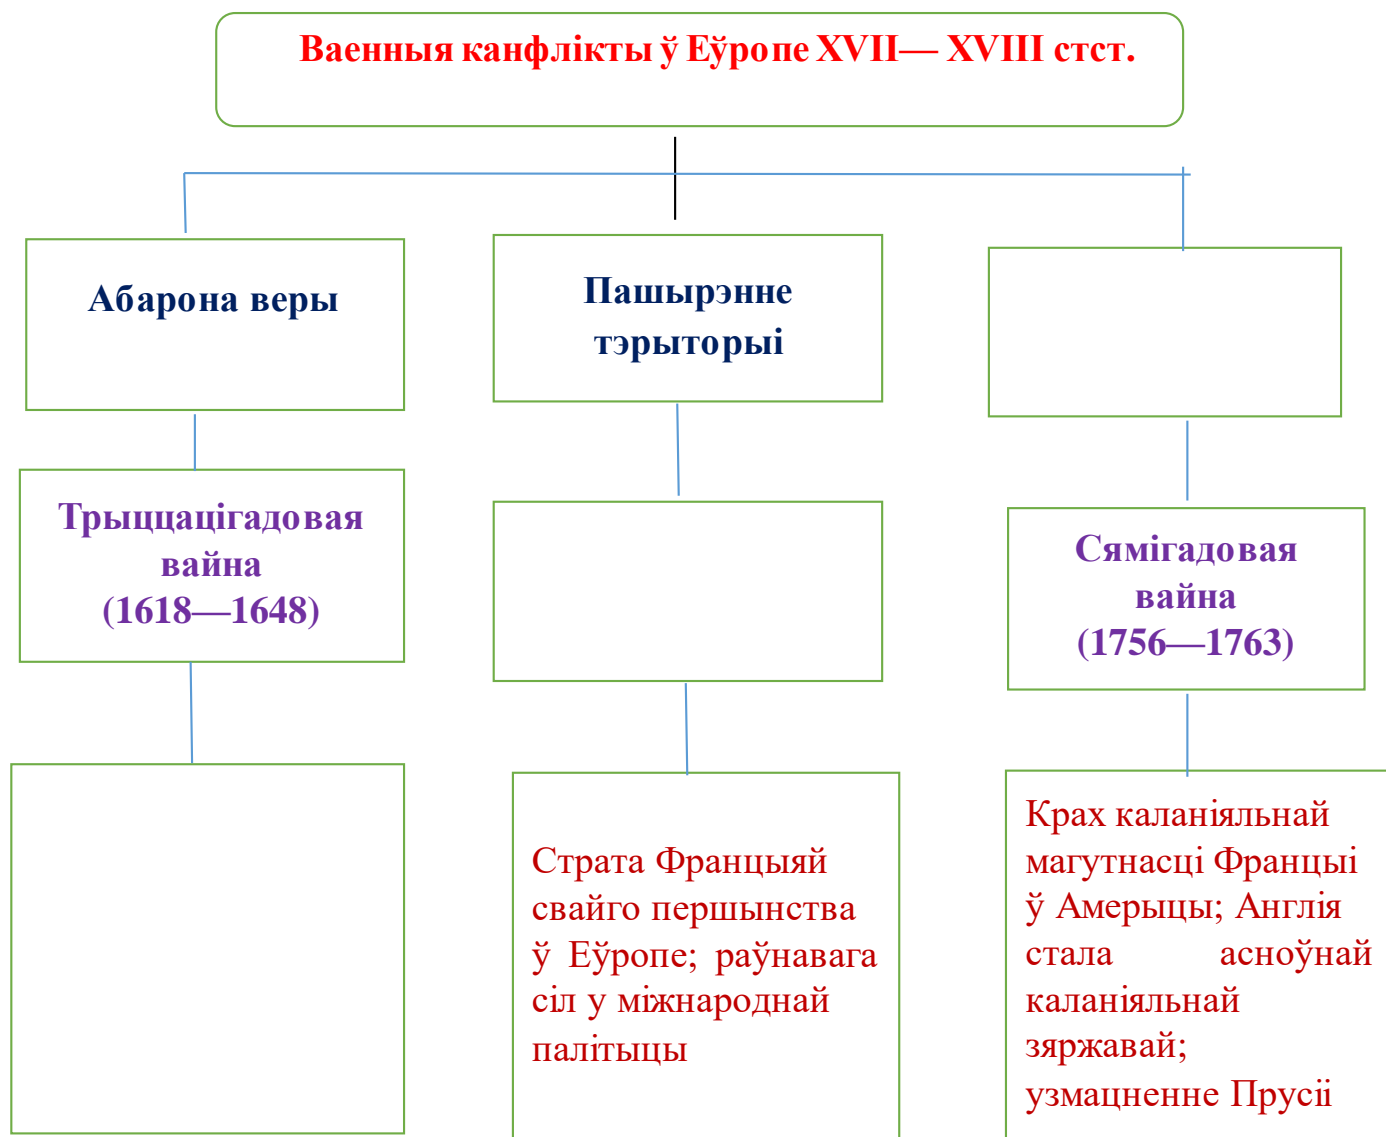 Ваенныя канфлікты ў Еўропе XVII— XVIII стст.
Абарона веры
Пашырэнне
тэрыторыі
Трыццацігадовая
вайна
(1618—1648)
Сямігадовая
вайна
(1756—1763)
Страта Францыяй
свайго першынства
ў Еўропе; раўнавага
сіл у міжнароднай
палітыцы
Крах каланіяльнай
магутнасці Францыі
ў Амерыцы; Англія
стала асноўнай
каланіяльнай
зяржавай;
узмацненне Прусіі